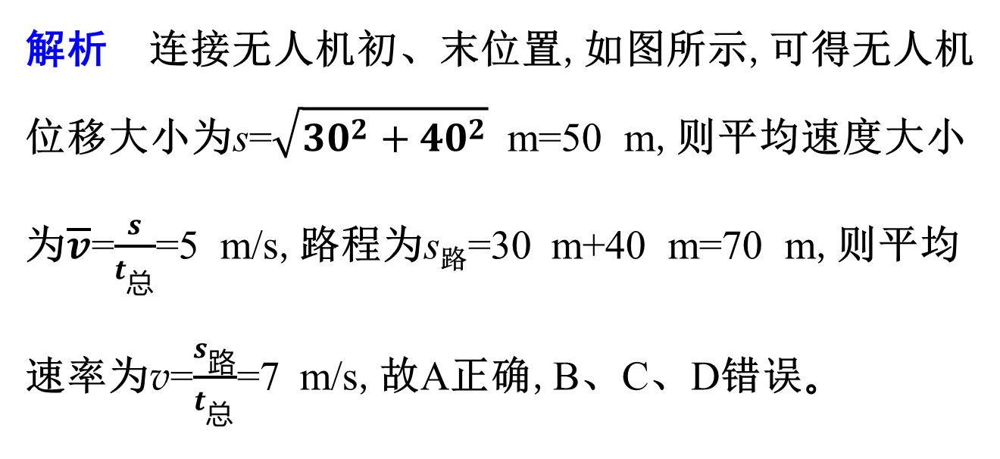 解析 连接无人机初、末位置, 如图所示, 可得无人机
位移大小为s=√(30²+40²) m=50 m, 则平均速度大小
为v̅=s/t总=5 m/s, 路程为s路=30 m+40 m=70 m, 则平均
速率为v=s路/t总=7 m/s, 故A正确, B、C、D错误。